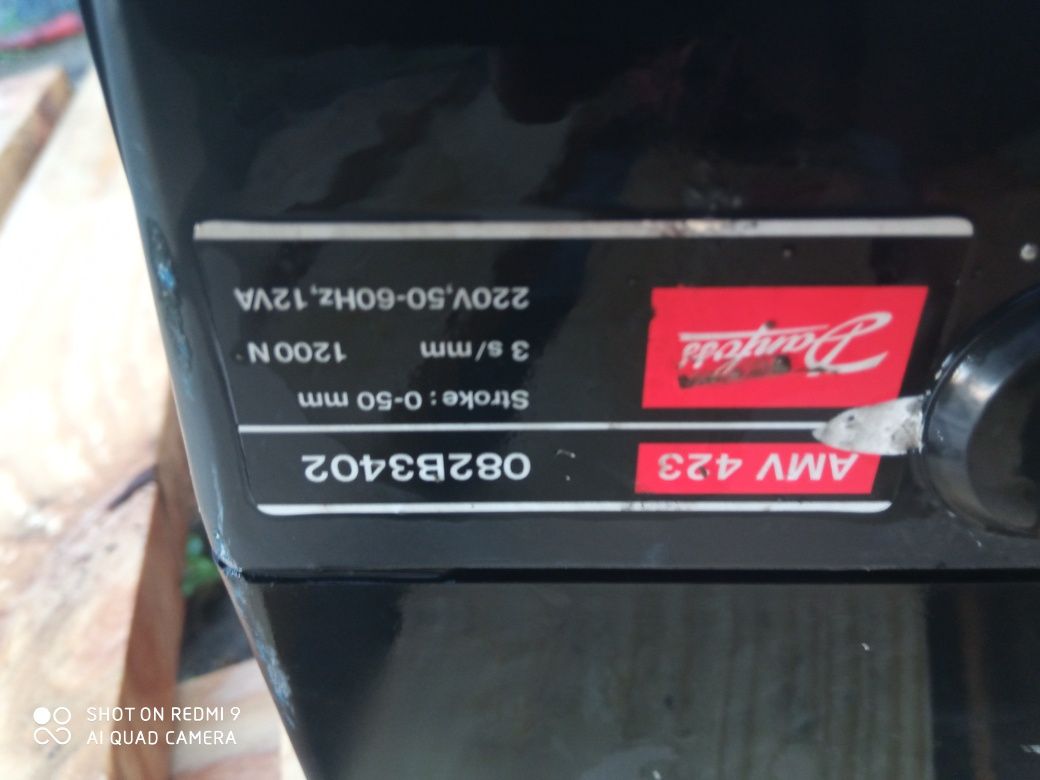 AMV 423
082B3402
Danfoss
Stroke: 0-50 mm
3 s/mm 1200N
220V,50-60Hz,12VA
SHOT ON REDMI 9
AI QUAD CAMERA